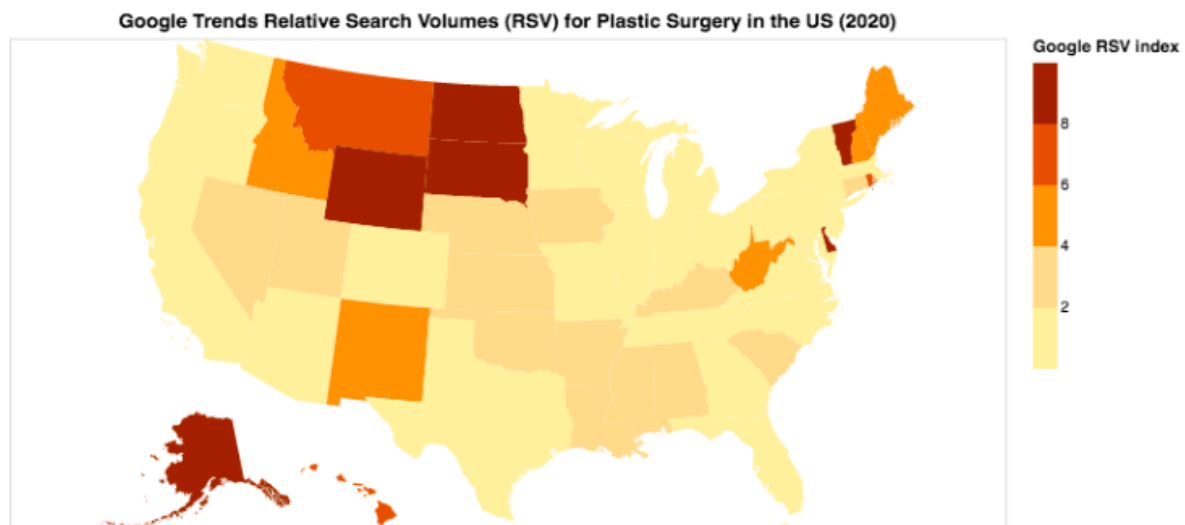 Google Trends Relative Search Volumes (RSV) for Plastic Surgery in the US (2020)
Google RSV index
8
6
4
2